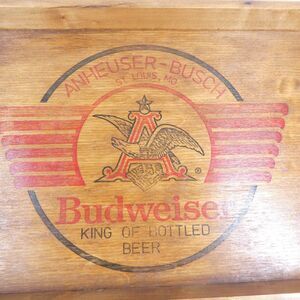 ANHEUSER-BUSCH
ST. LOUIS, MO.
A
®
Budweiser
KING OF BOTTLED
BEER